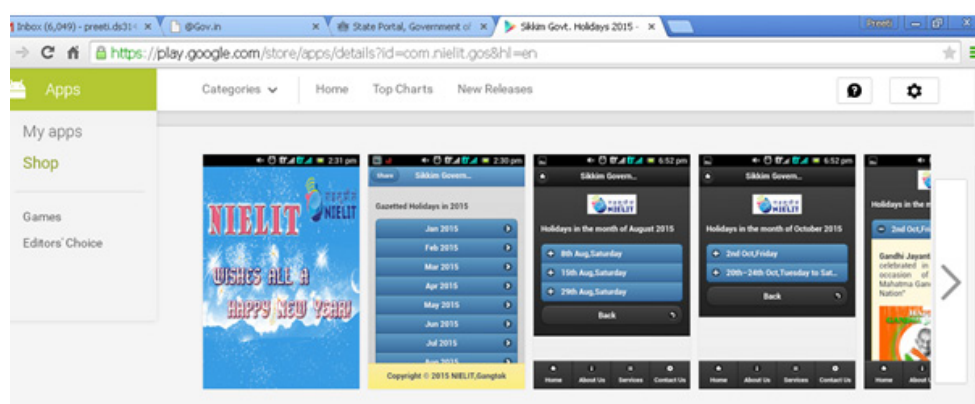 Inbox (6,049) - preeti.ds314
@Gov.in
State Portal, Government of
Sikkim Govt. Holidays 2015 -
Preeti
https://play.google.com/store/apps/details?id=com.nielit.gos&hl=en
Apps
Categories
Home
Top Charts
New Releases
My apps
Shop
Games
Editors' Choice
2:31 pm
NIELIT
NIELIT
WISHES ALL A
HAPPY NEW YEAR!
2:30 pm
Share
Sikkim Govern...
Gazetted Holidays in 2015
Jan 2015
Feb 2015
Mar 2015
Apr 2015
May 2015
Jun 2015
Jul 2015
Aug 2015
Copyright © 2015 NIELIT,Gangtok
6:52 pm
Sikkim Govern...
NIELIT
Holidays in the month of August 2015
8th Aug,Saturday
15th Aug,Saturday
29th Aug,Saturday
Back
Home About Us Services Contact Us
6:52 pm
Sikkim Govern...
NIELIT
Holidays in the month of October 2015
2nd Oct,Friday
20th-24th Oct,Tuesday to Sat...
Back
Home About Us Services Contact Us
Holidays in the
2nd Oct,
Gandhi Jayant
celebrated in
occasion of
Mahatma Gan
Nation"
Home About